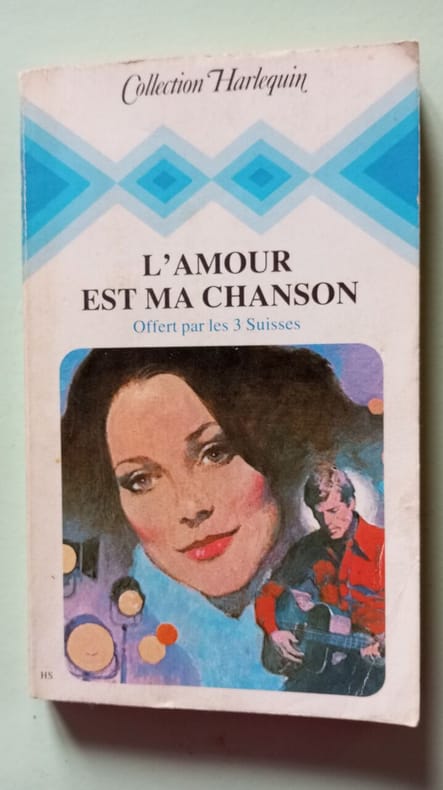 Collection Harlequin
L'AMOUR
EST MA CHANSON
Offert par les 3 Suisses
HS